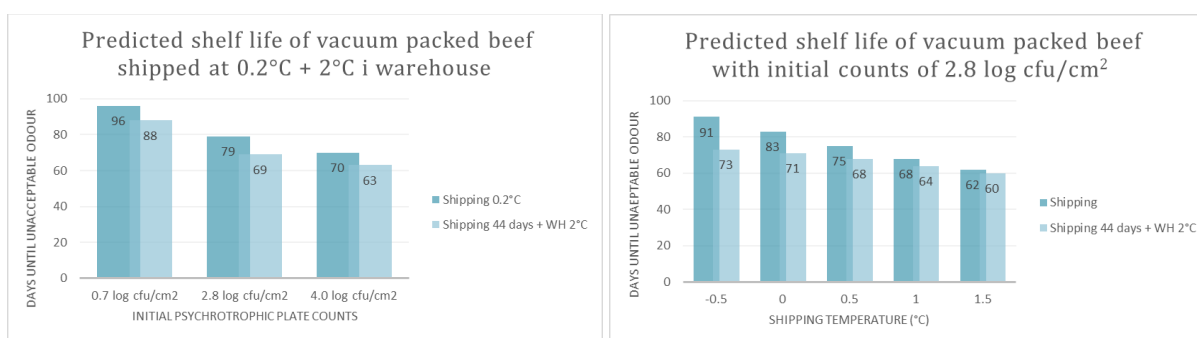 Predicted shelf life of vacuum packed beef
shipped at 0.2°C + 2°C i warehouse
DAYS UNTIL UNACCEPTABLE ODOUR
100
80
60
40
20
0
96
88
79
69
70
63
0.7 log cfu/cm2
2.8 log cfu/cm2
4.0 log cfu/cm2
INITIAL PSYCHROTROPHIC PLATE COUNTS
Shipping 0.2°C
Shipping 44 days + WH 2°C
Predicted shelf life of vacuum packed beef
with initial counts of 2.8 log cfu/cm²
DAYS UNTIL UNAEPTABLE ODOUR
100
80
60
40
20
0
91
73
83
71
75
68
68
64
62
60
-0.5
0
0.5
1
1.5
SHIPPING TEMPERATURE (°C)
Shipping
Shipping 44 days + WH 2°C